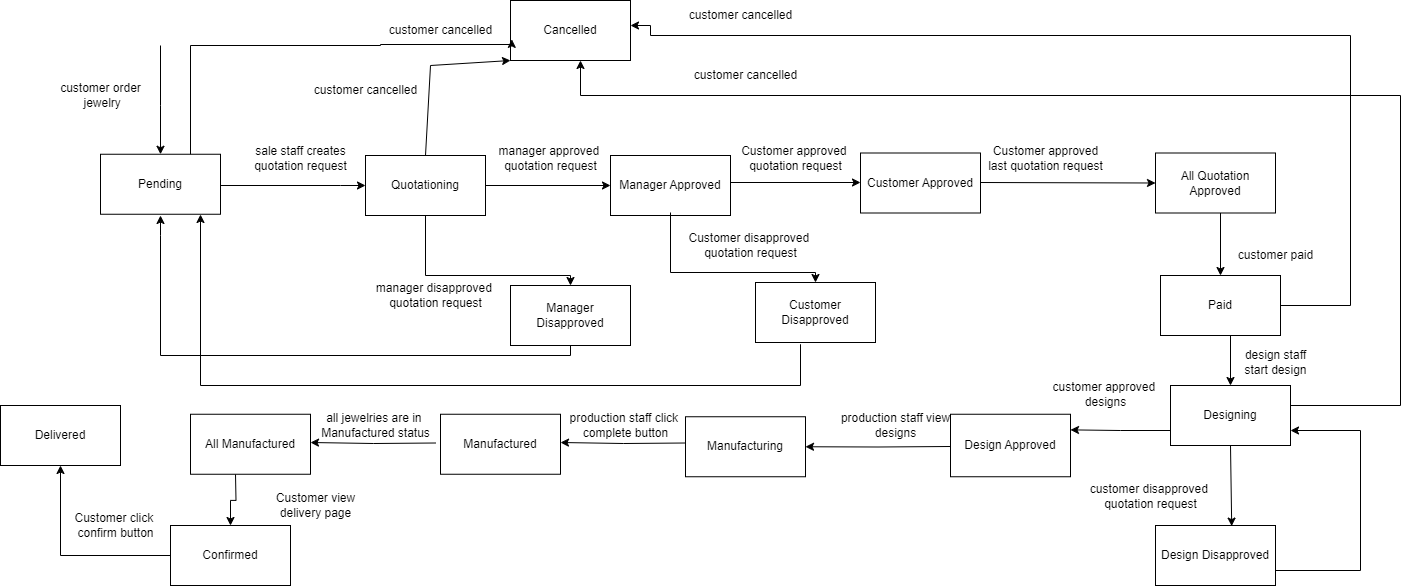 customer cancelled
customer cancelled
Cancelled
customer cancelled
customer cancelled
customer order
jewelry
sale staff creates
quotation request
manager approved
quotation request
Customer approved
quotation request
Customer approved
last quotation request
Pending
Quotationing
Manager Approved
Customer Approved
All Quotation
Approved
Customer disapproved
quotation request
customer paid
manager disapproved
quotation request
Manager
Disapproved
Customer
Disapproved
Paid
design staff
start design
customer approved
designs
Designing
production staff view
designs
production staff click
complete button
all jewelries are in
Manufactured status
Delivered
All Manufactured
Manufactured
Manufacturing
Design Approved
customer disapproved
quotation request
Customer view
delivery page
Customer click
confirm button
Confirmed
Design Disapproved